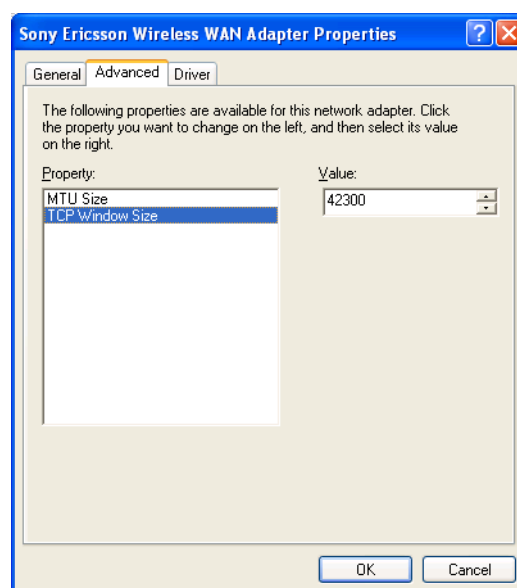 Sony Ericsson Wireless WAN Adapter Properties
General Advanced Driver
The following properties are available for this network adapter. Click
the property you want to change on the left, and then select its value
on the right.
Property: Value:
MTU Size 42300
TCP Window Size
OK Cancel